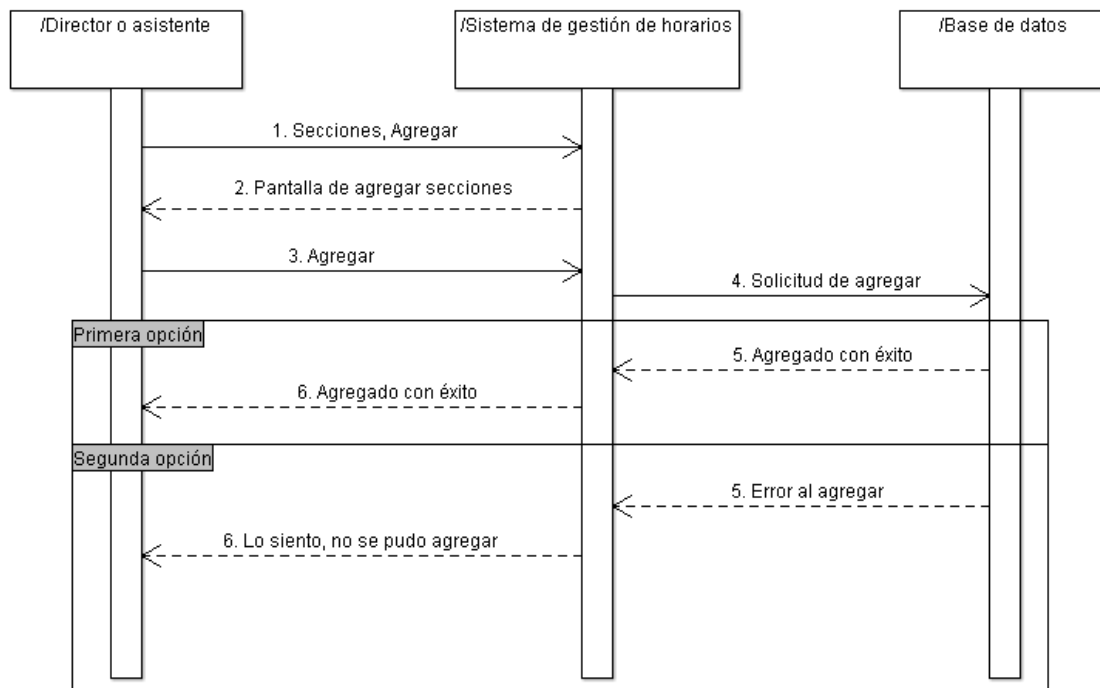 /Director o asistente
/Sistema de gestión de horarios
/Base de datos
1. Secciones, Agregar
2. Pantalla de agregar secciones
3. Agregar
4. Solicitud de agregar
Primera opción
5. Agregado con éxito
6. Agregado con éxito
Segunda opción
5. Error al agregar
6. Lo siento, no se pudo agregar